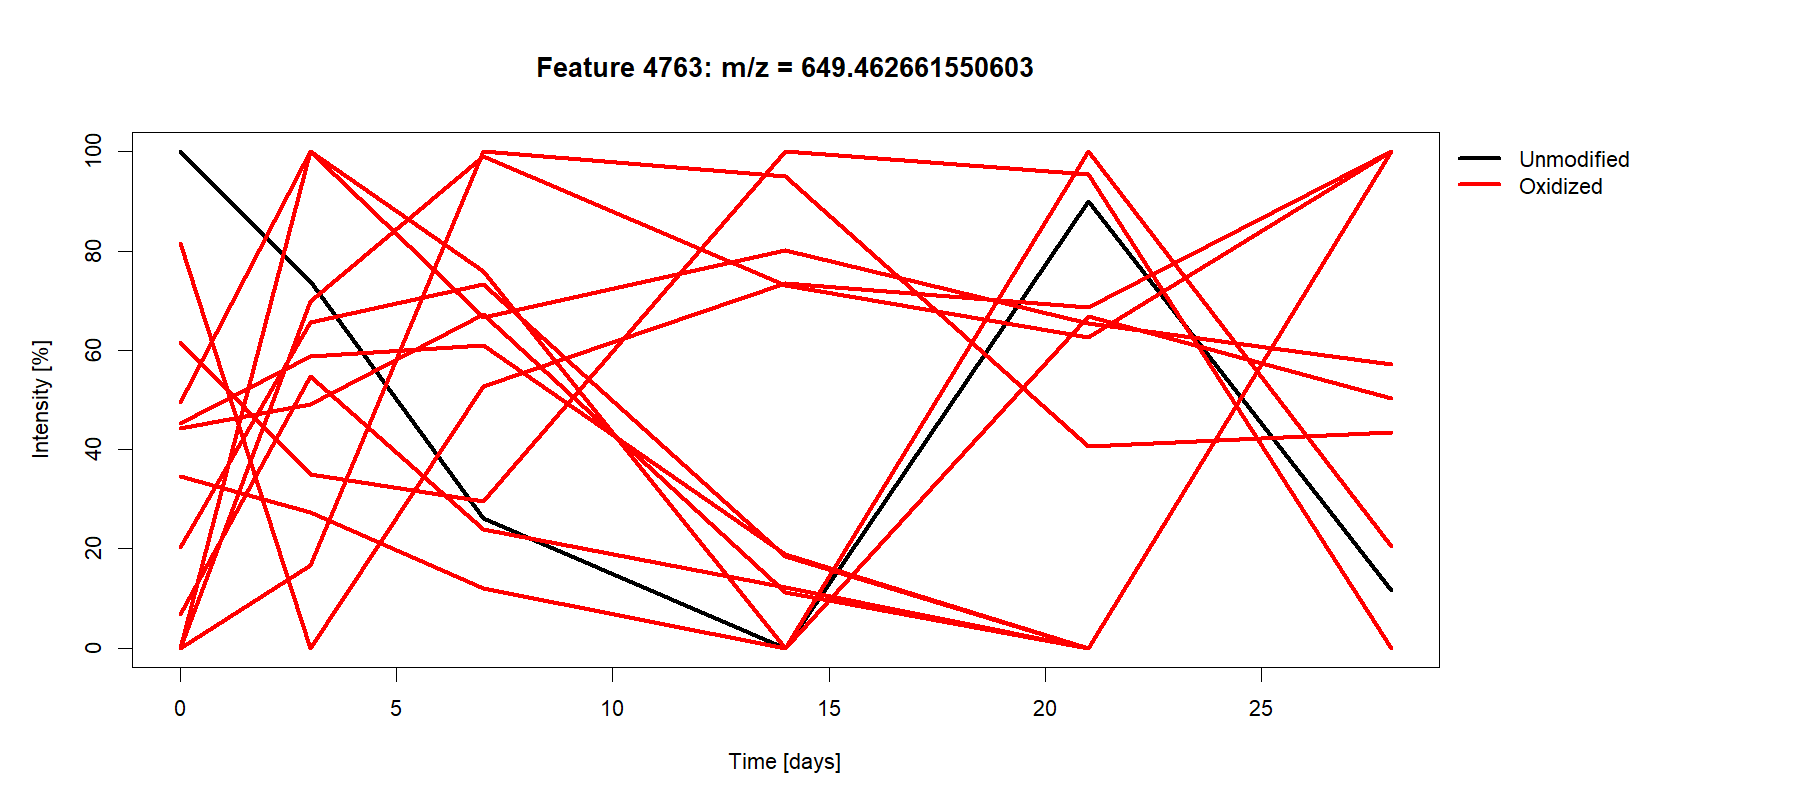 Feature 4763: m/z = 649.462661550603
Unmodified
Oxidized
Intensity [%]
100
80
60
40
20
0
0 5 10 15 20 25
Time [days]